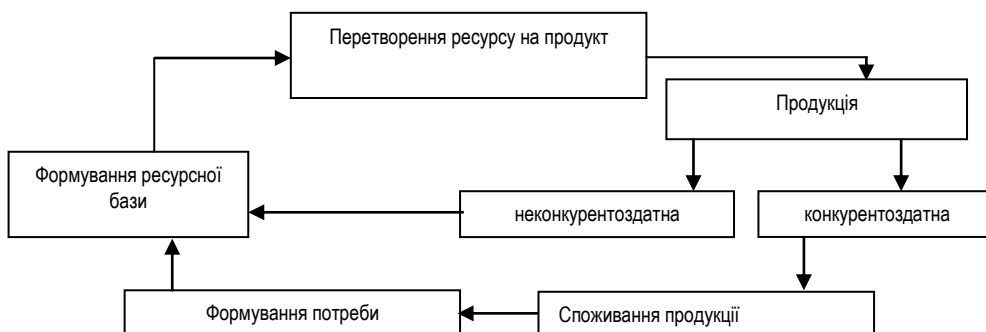 Перетворення ресурсу на продукт
Продукція
Формування ресурсної
бази
неконкурентоздатна
конкурентоздатна
Формування потреби
Споживання продукції